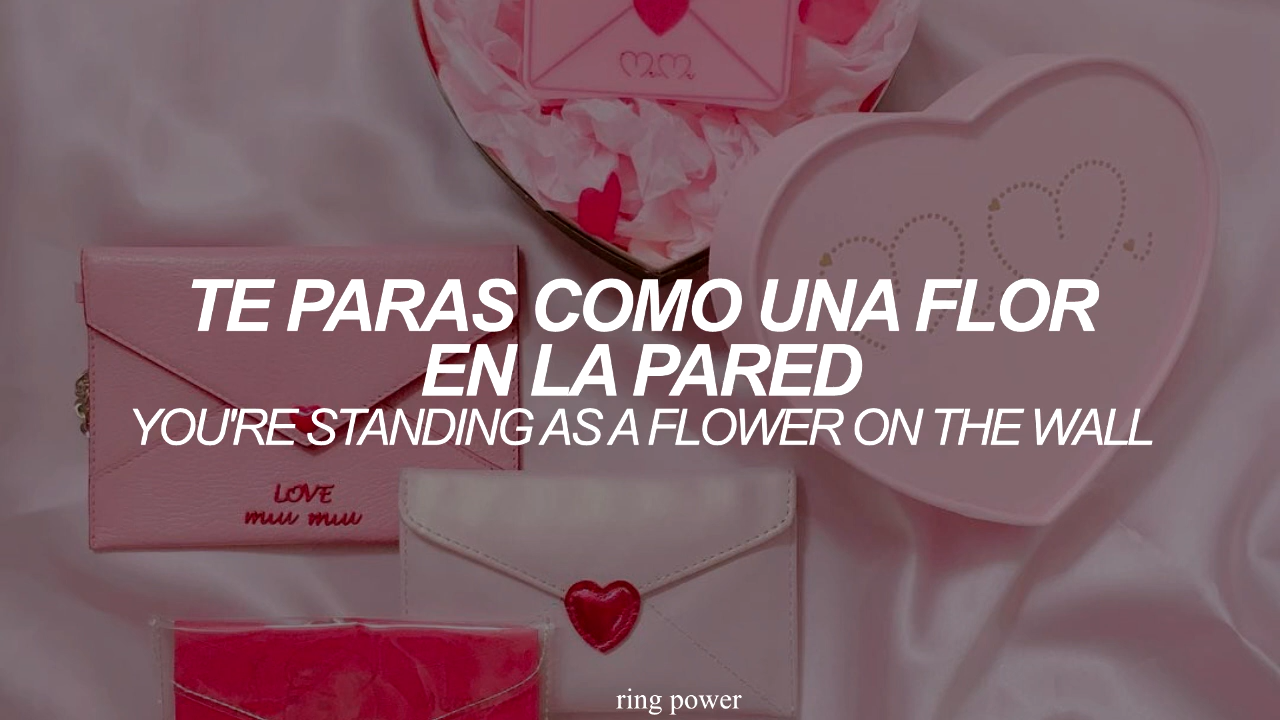 TE PARAS COMO UNA FLOR
EN LA PARED
YOU'RE STANDING AS A FLOWER ON THE WALL
LOVE
miu miu
ring power